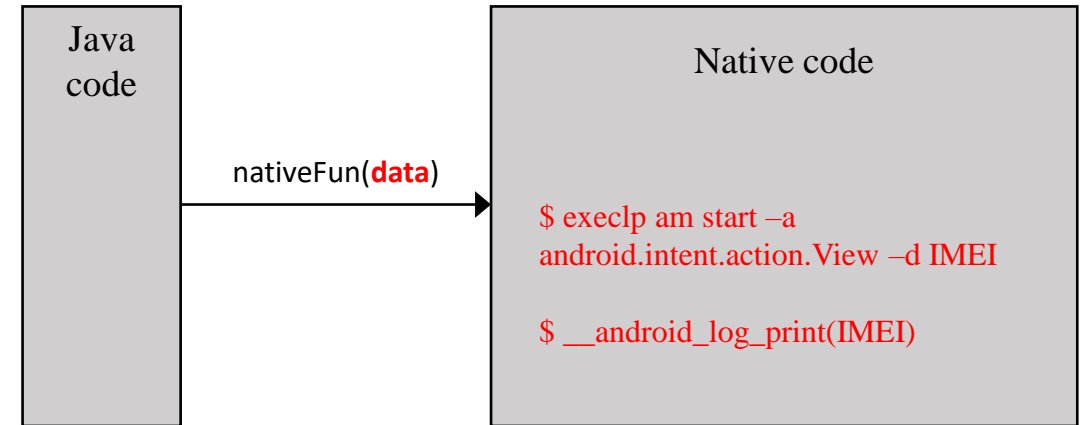 Java
code
Native code
nativeFun(data)
$ execlp am start –a
android.intent.action.View –d IMEI
$ __android_log_print(IMEI)